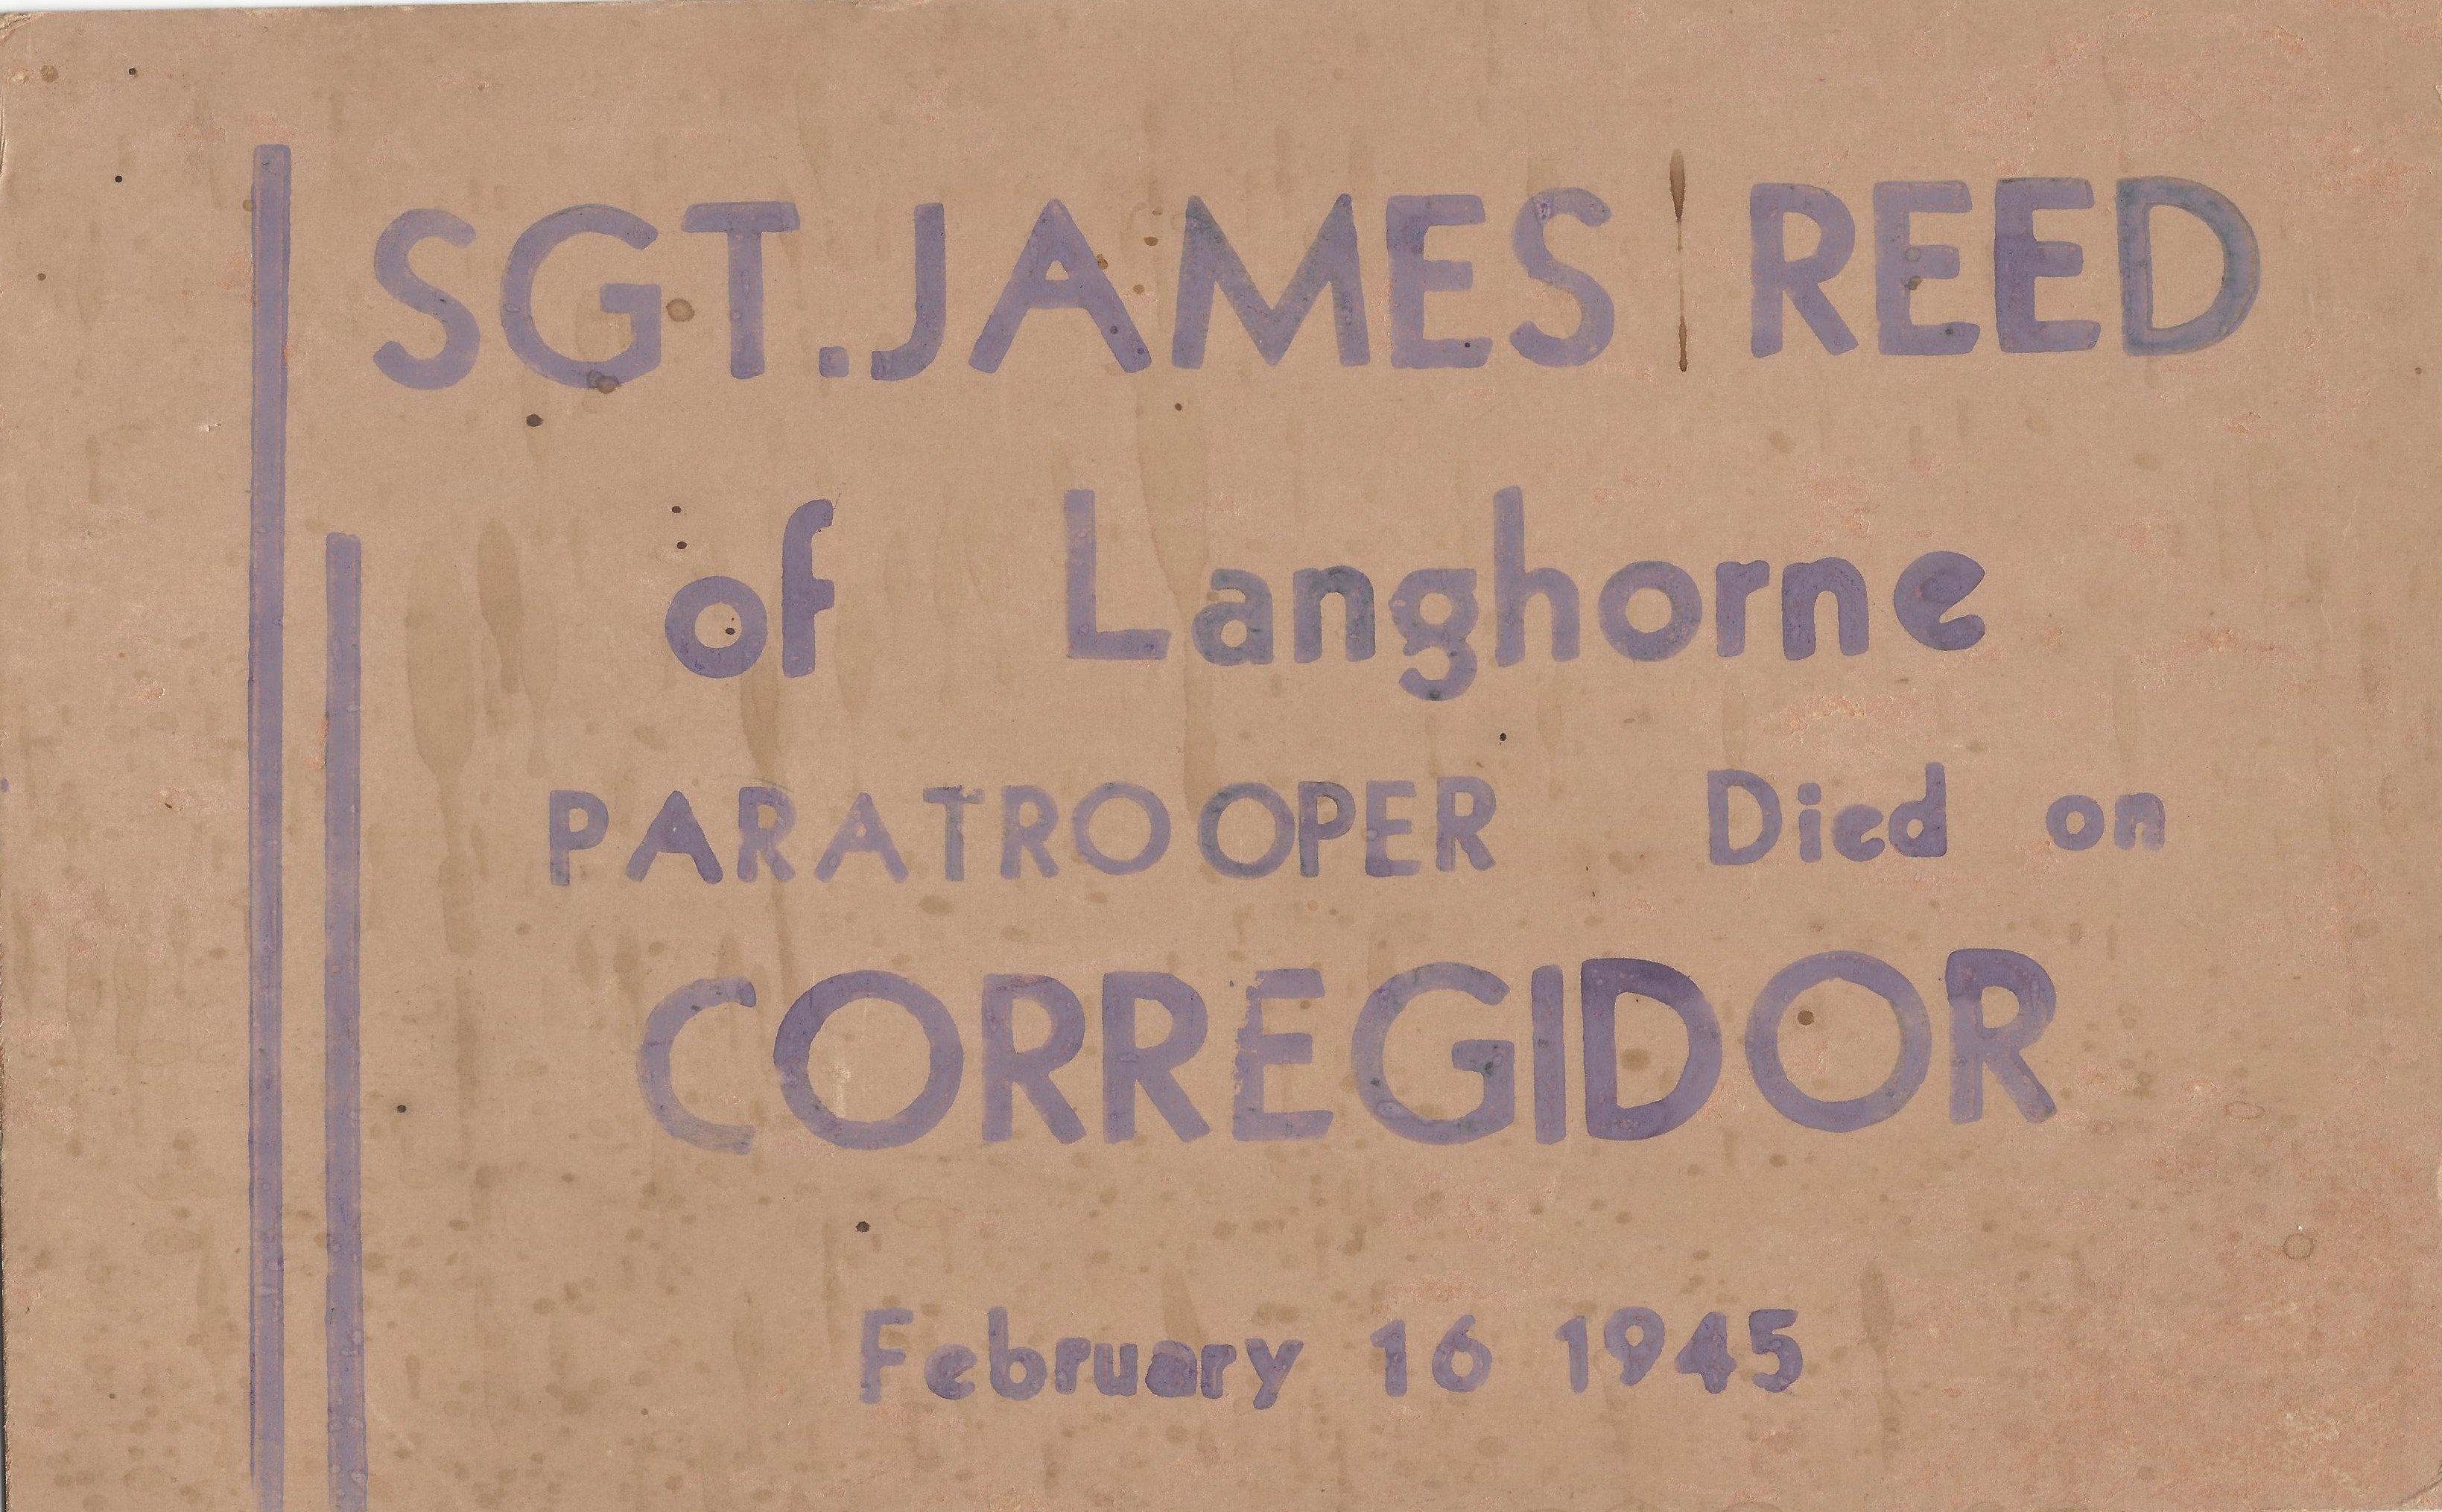 SGT. JAMES REED
of Langhorne
PARATROOPER Died on
CORREGIDOR
February 16 1945